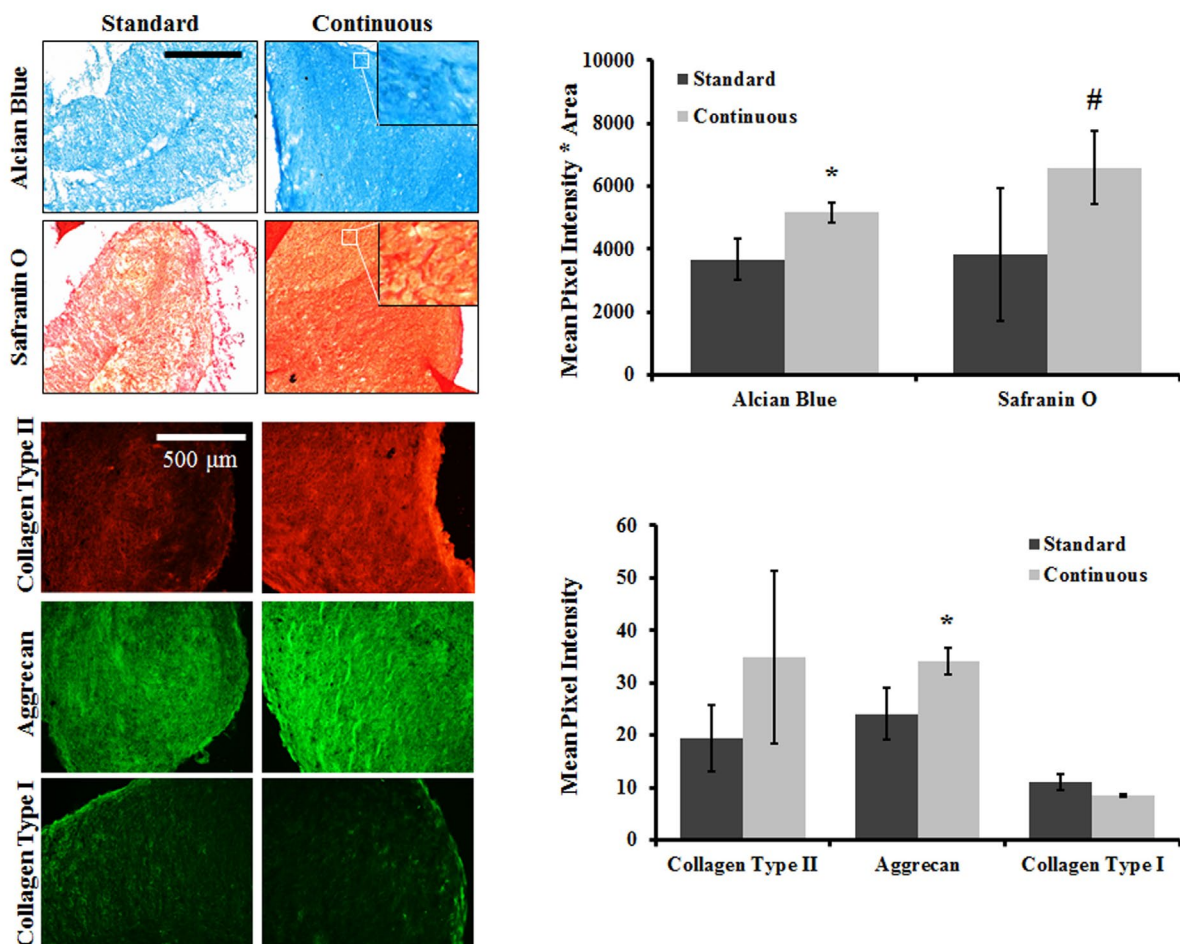 Standard
Continuous
Alcian Blue
Safranin O
Collagen Type II
500 µm
Aggrecan
Collagen Type I
Mean Pixel Intensity * Area
10000
8000
6000
4000
2000
0
Standard
Continuous
*
#
Alcian Blue
Safranin O
Mean Pixel Intensity
60
50
40
30
20
10
0
Standard
Continuous
*
Collagen Type II
Aggrecan
Collagen Type I